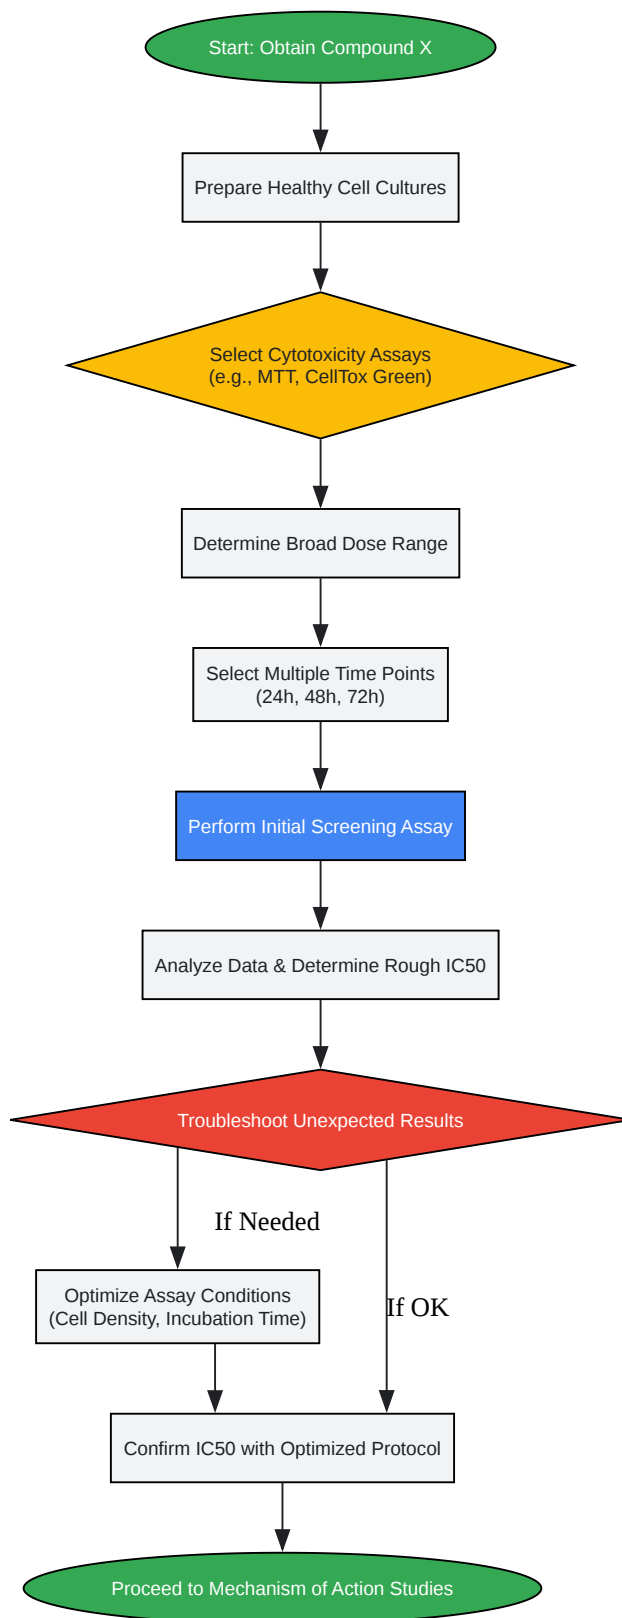 Start: Obtain Compound X
Prepare Healthy Cell Cultures
Select Cytotoxicity Assays
(e.g., MTT, CellTox Green)
Determine Broad Dose Range
Select Multiple Time Points
(24h, 48h, 72h)
Perform Initial Screening Assay
Analyze Data & Determine Rough IC50
Troubleshoot Unexpected Results
If Needed
Optimize Assay Conditions
(Cell Density, Incubation Time)
If OK
Confirm IC50 with Optimized Protocol
Proceed to Mechanism of Action Studies